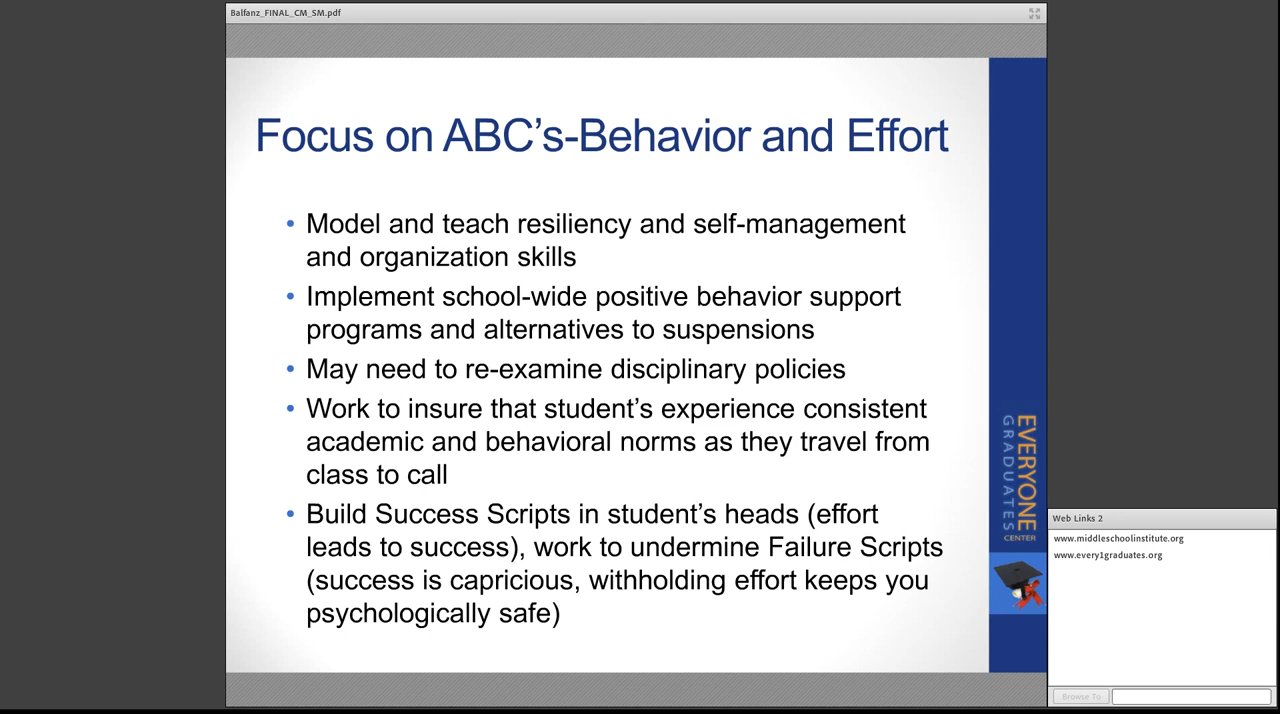 Balfanz_FINAL_CM_SM.pdf
Focus on ABC's-Behavior and Effort
• Model and teach resiliency and self-management
and organization skills
• Implement school-wide positive behavior support
programs and alternatives to suspensions
• May need to re-examine disciplinary policies
• Work to insure that student's experience consistent
academic and behavioral norms as they travel from
class to call
• Build Success Scripts in student's heads (effort
leads to success), work to undermine Failure Scripts
(success is capricious, withholding effort keeps you
psychologically safe)
EVERYONE
GRADUATES
CENTER
Web Links 2
www.middleschoolinstitute.org
www.every1graduates.org
Browse To